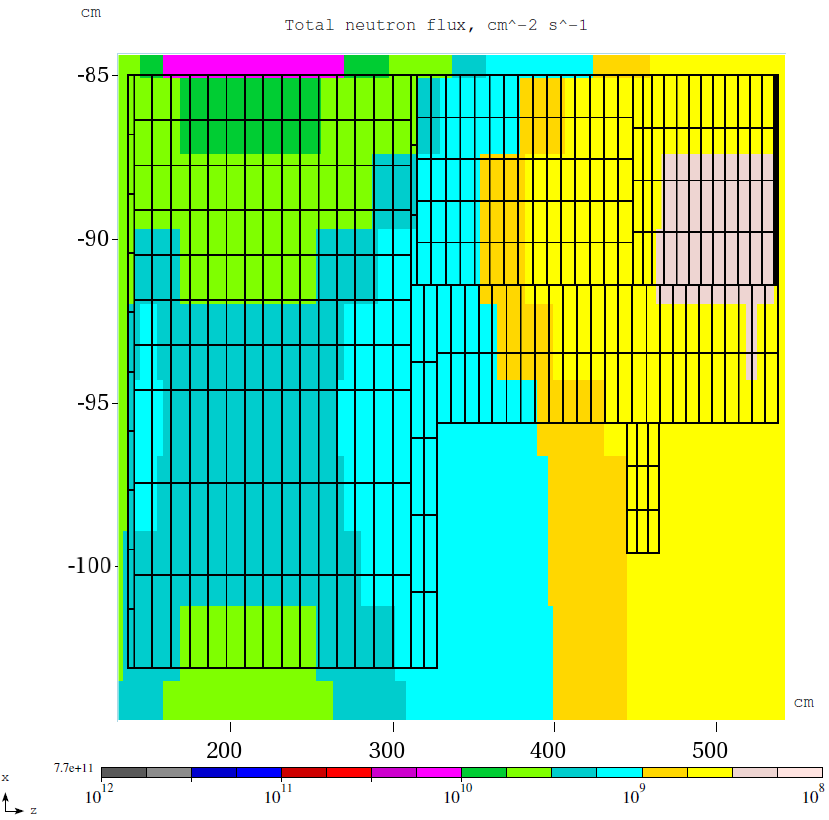 cm
Total neutron flux, cm^-2 s^-1
-85
-90
-95
-100
cm
200 300 400 500
7.7e+11
x
10^12 10^11 10^10 10^9 10^8
z